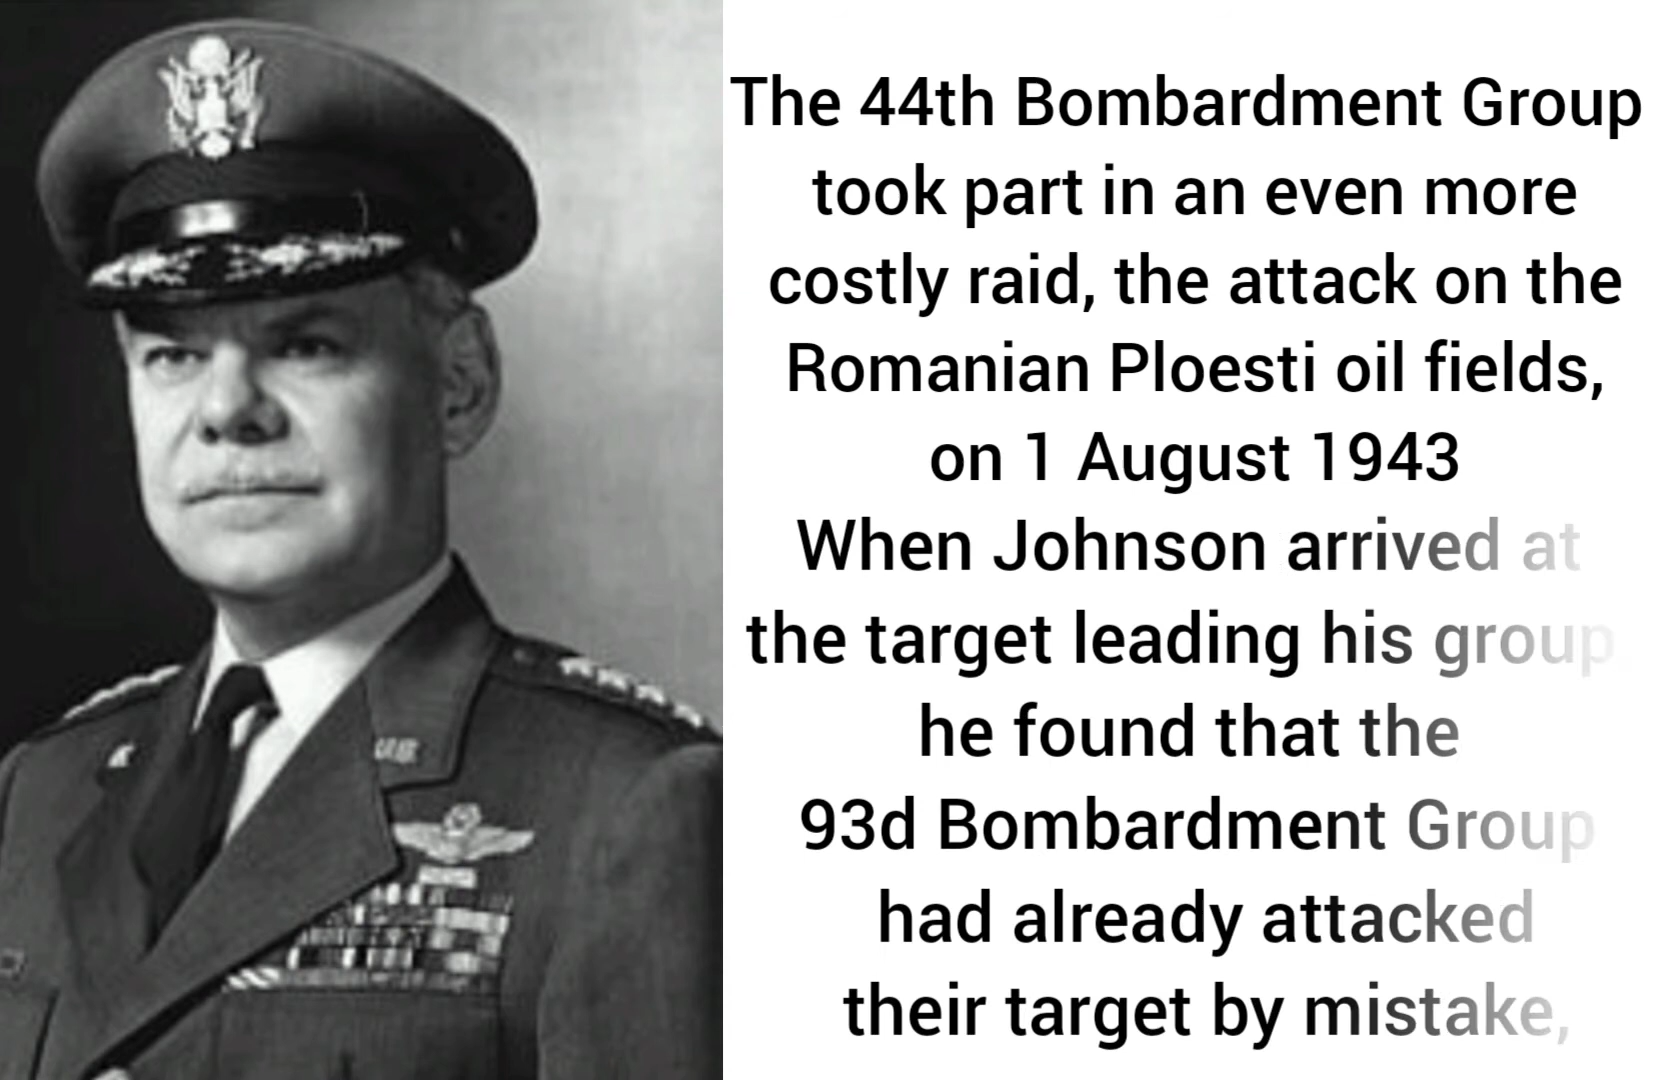 The 44th Bombardment Group
took part in an even more
costly raid, the attack on the
Romanian Ploesti oil fields,
on 1 August 1943
When Johnson arrived at
the target leading his group,
he found that the
93d Bombardment Group
had already attacked
their target by mistake,